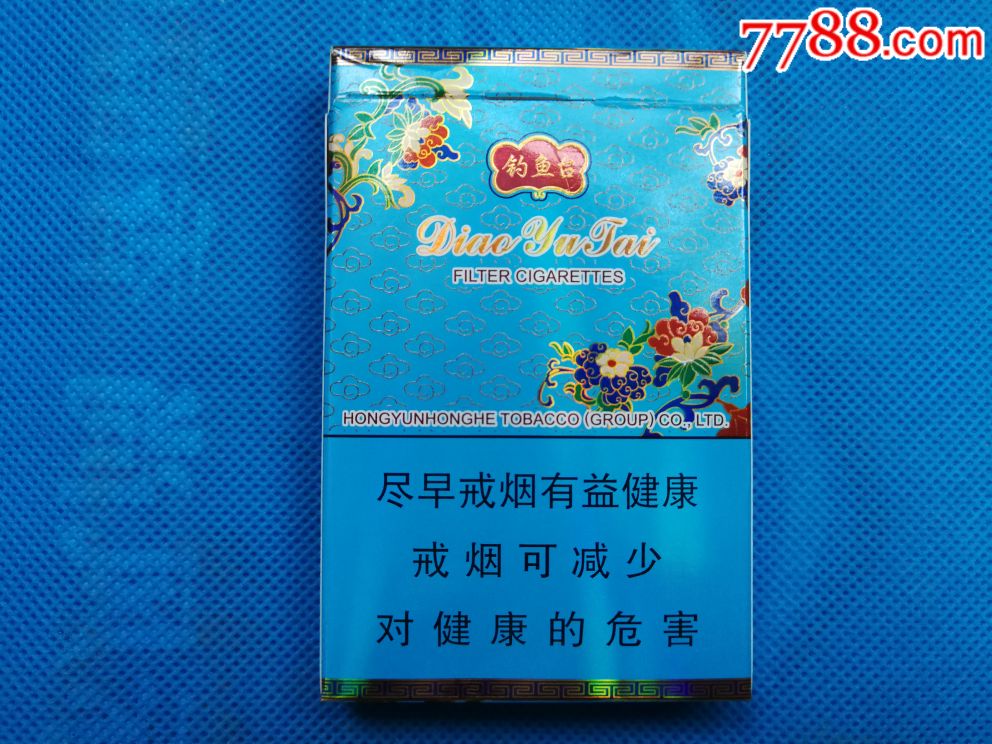 7788.com
钓鱼台
Diao Yu Tai
FILTER CIGARETTES
HONGYUNHONGHE TOBACCO (GROUP) CO., LTD.
尽早戒烟有益健康
戒烟可减少
对健康的危害